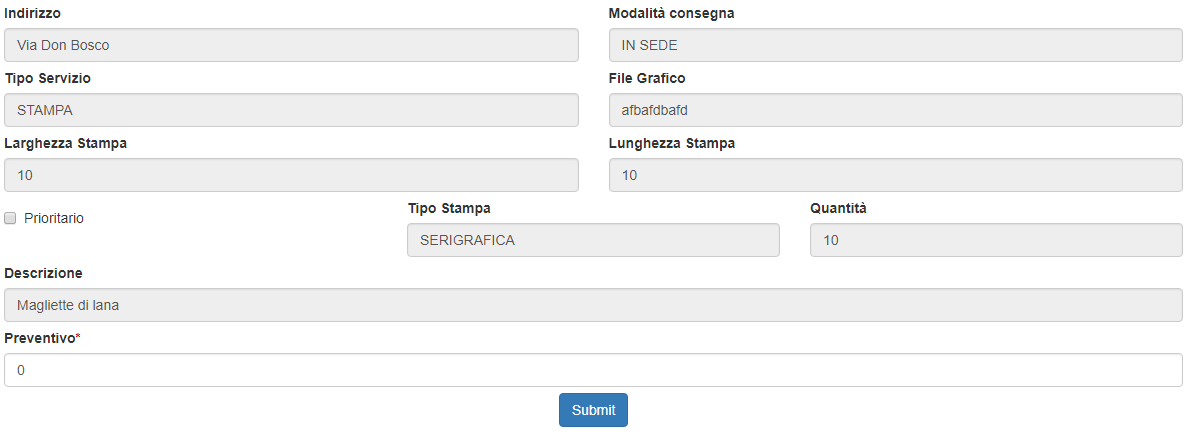 Indirizzo Modalità consegna
Via Don Bosco IN SEDE
Tipo Servizio File Grafico
STAMPA afbafdbafd
Larghezza Stampa Lunghezza Stampa
10 10
Prioritario Tipo Stampa Quantità
SERIGRAFICA 10
Descrizione
Magliette di lana
Preventivo*
0
Submit